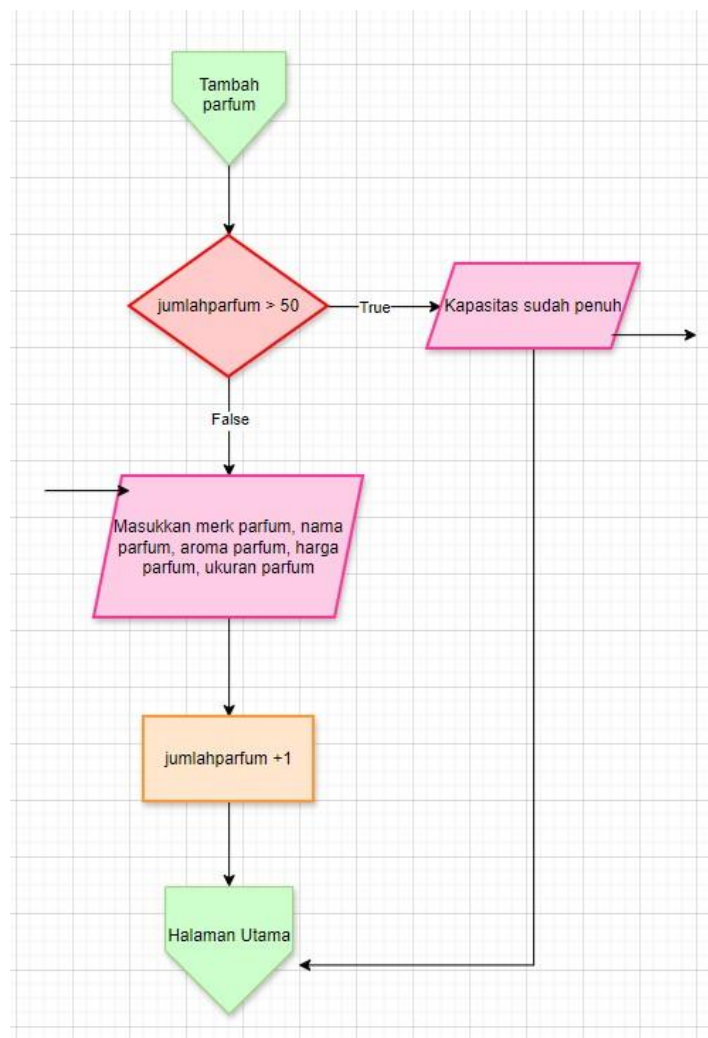 Tambah
parfum
jumlahparfum > 50
True
Kapasitas sudah penuh
False
Masukkan merk parfum, nama
parfum, aroma parfum, harga
parfum, ukuran parfum
jumlahparfum +1
Halaman Utama